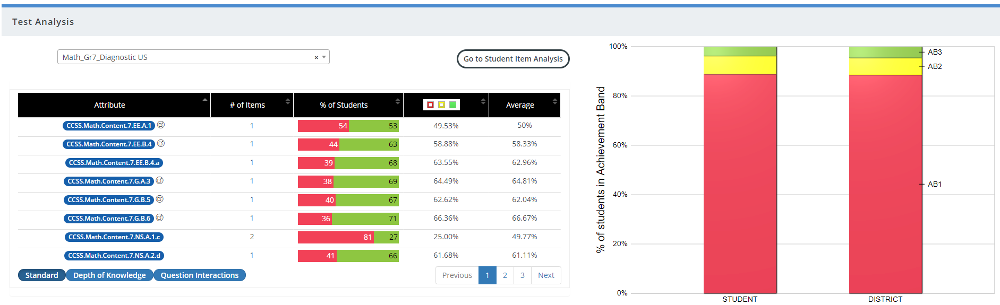 Test Analysis
Math_Gr7_Diagnostic US × 
Go to Student Item Analysis
Attribute # of Items % of Students Average
CCSS.Math.Content.7.EE.A.1 1 54 53 49.53% 50%
CCSS.Math.Content.7.EE.B.4 1 44 63 58.88% 58.33%
CCSS.Math.Content.7.EE.B.4.a 1 39 68 63.55% 62.96%
CCSS.Math.Content.7.G.A.3 1 38 69 64.49% 64.81%
CCSS.Math.Content.7.G.B.5 1 40 67 62.62% 62.04%
CCSS.Math.Content.7.G.B.6 1 36 71 66.36% 66.67%
CCSS.Math.Content.7.NS.A.1.c 2 81 27 25.00% 49.77%
CCSS.Math.Content.7.NS.A.2.d 1 41 66 61.68% 61.11%
Standard Depth of Knowledge Question Interactions
Previous 1 2 3 Next
% of students in Achievement Band
100%
80%
60%
40%
20%
0%
AB3
AB2
AB1
STUDENT DISTRICT